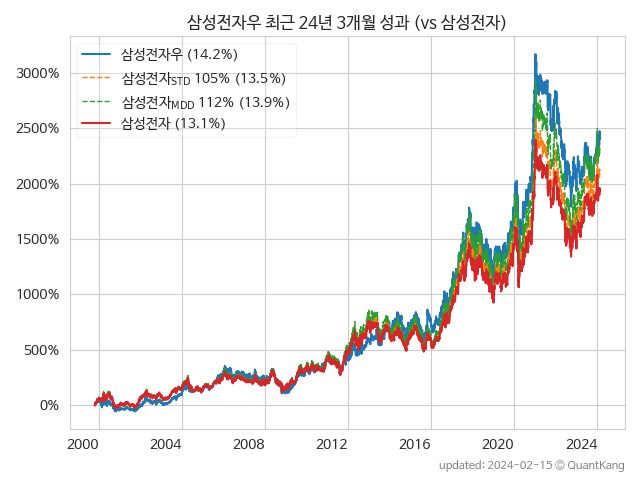 삼성전자우 최근 24년 3개월 성과 (vs 삼성전자)
삼성전자우 (14.2%)
삼성전자STD 105% (13.5%)
삼성전자MDD 112% (13.9%)
삼성전자 (13.1%)
3000%
2500%
2000%
1500%
1000%
500%
0%
2000 2004 2008 2012 2016 2020 2024
updated: 2024-02-15 © QuantKang